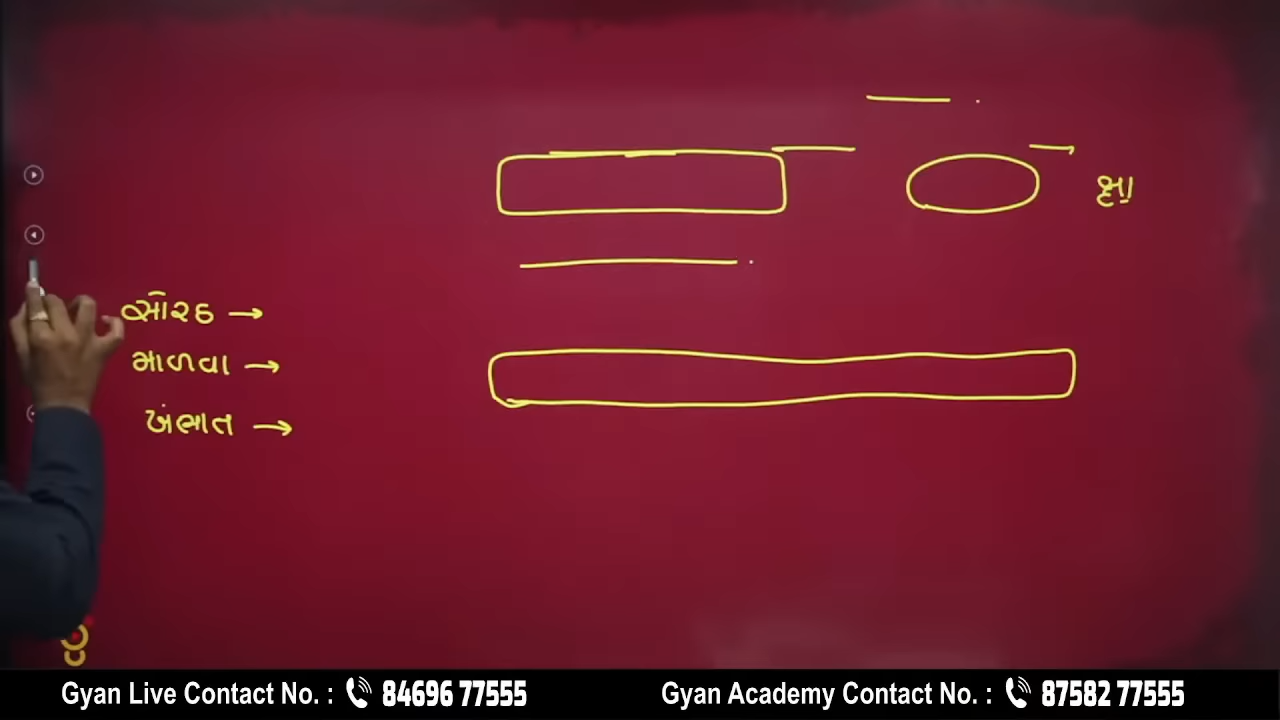 ક્ષા
સોરઠ →
માળવા →
ખંભાત →
Gyan Live Contact No. : 84696 77555
Gyan Academy Contact No. : 87582 77555